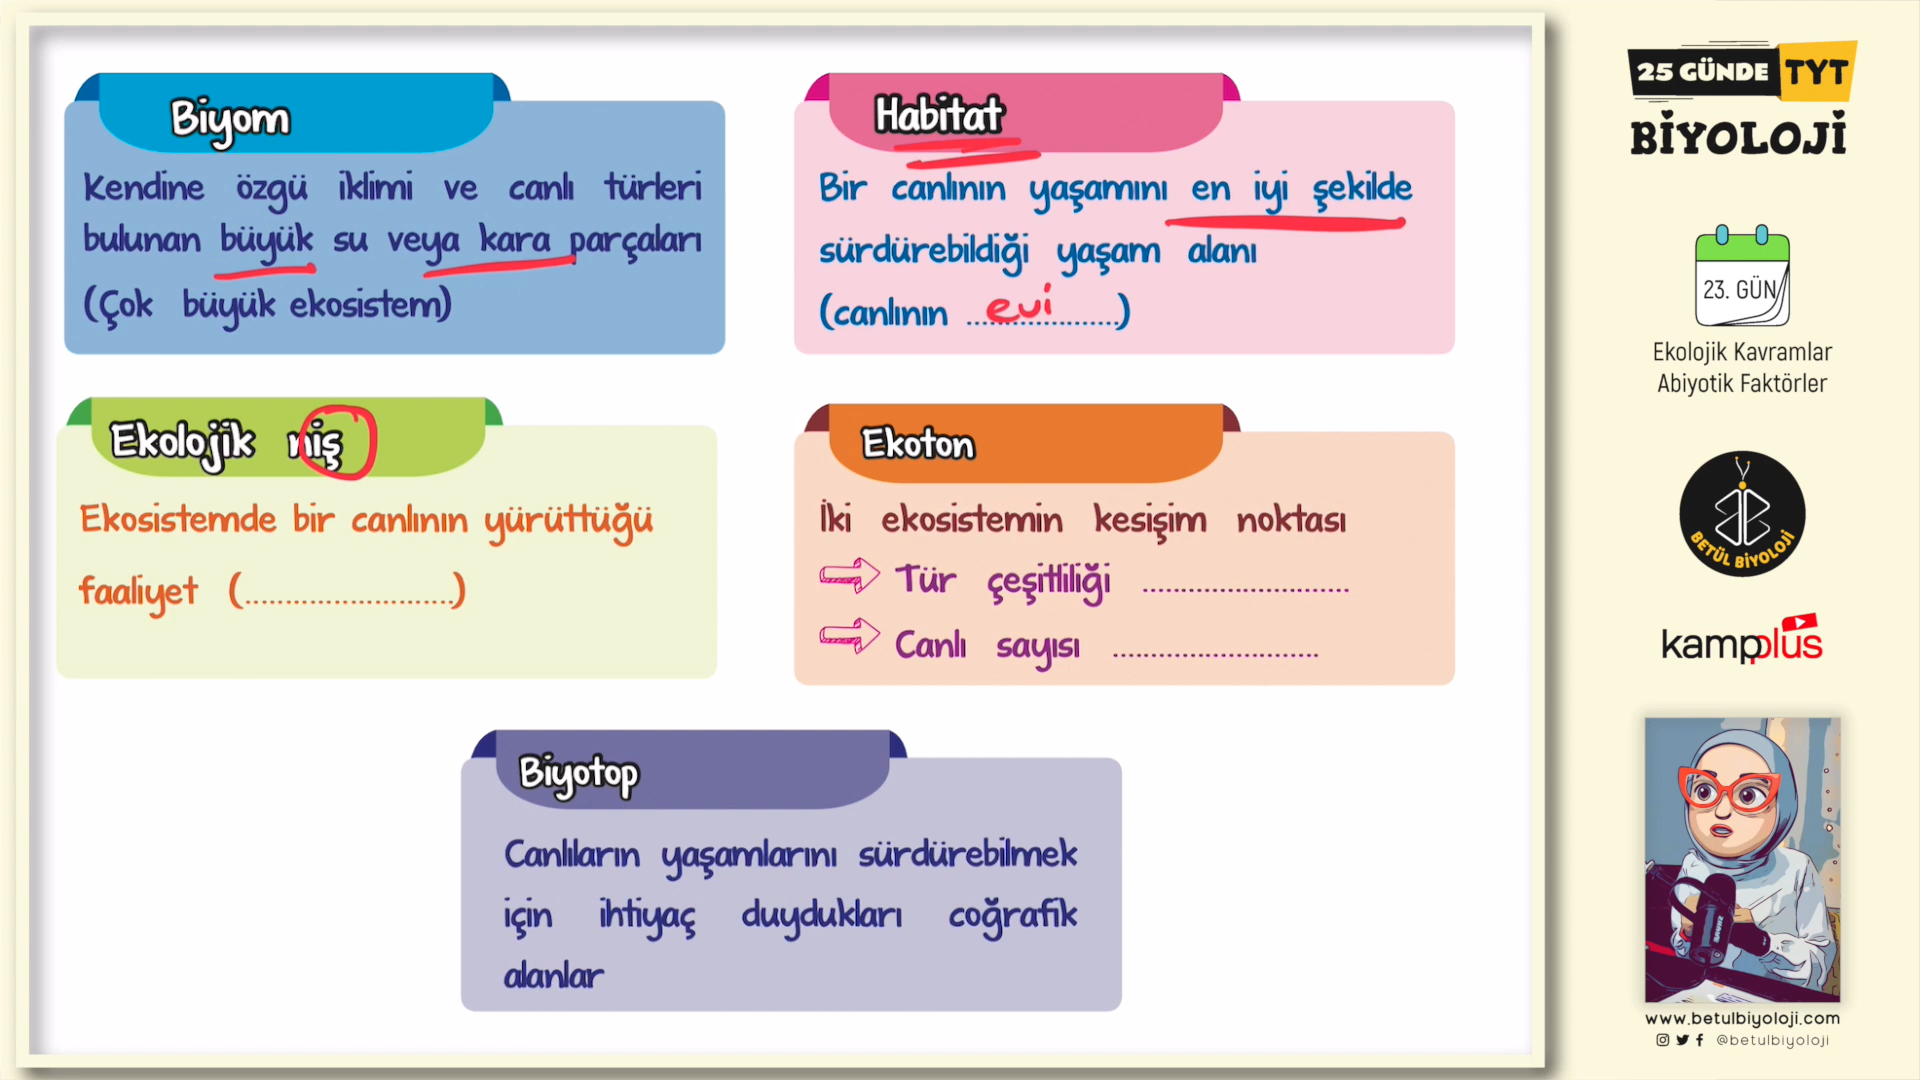 Biyom
Kendine özgü iklimi ve canlı türleri
bulunan büyük su veya kara parçaları
(Çok büyük ekosistem)
Habitat
Bir canlının yaşamını en iyi şekilde
sürdürebildiği yaşam alanı
(canlının ...evi...............)
Ekolojik niş
Ekosistemde bir canlının yürüttüğü
faaliyet (..........................)
Ekoton
İki ekosistemin kesişim noktası
Tür çeşitliliği ..........................
Canlı sayısı ..........................
Biyotop
Canlıların yaşamlarını sürdürebilmek
için ihtiyaç duydukları coğrafik
alanlar
25 GÜNDE TYT
BİYOLOJİ
23. GÜN
Ekolojik Kavramlar
Abiyotik Faktörler
BETÜL BİYOLOJİ
kampplus
www.betulbiyoloji.com
@betulbiyoloji